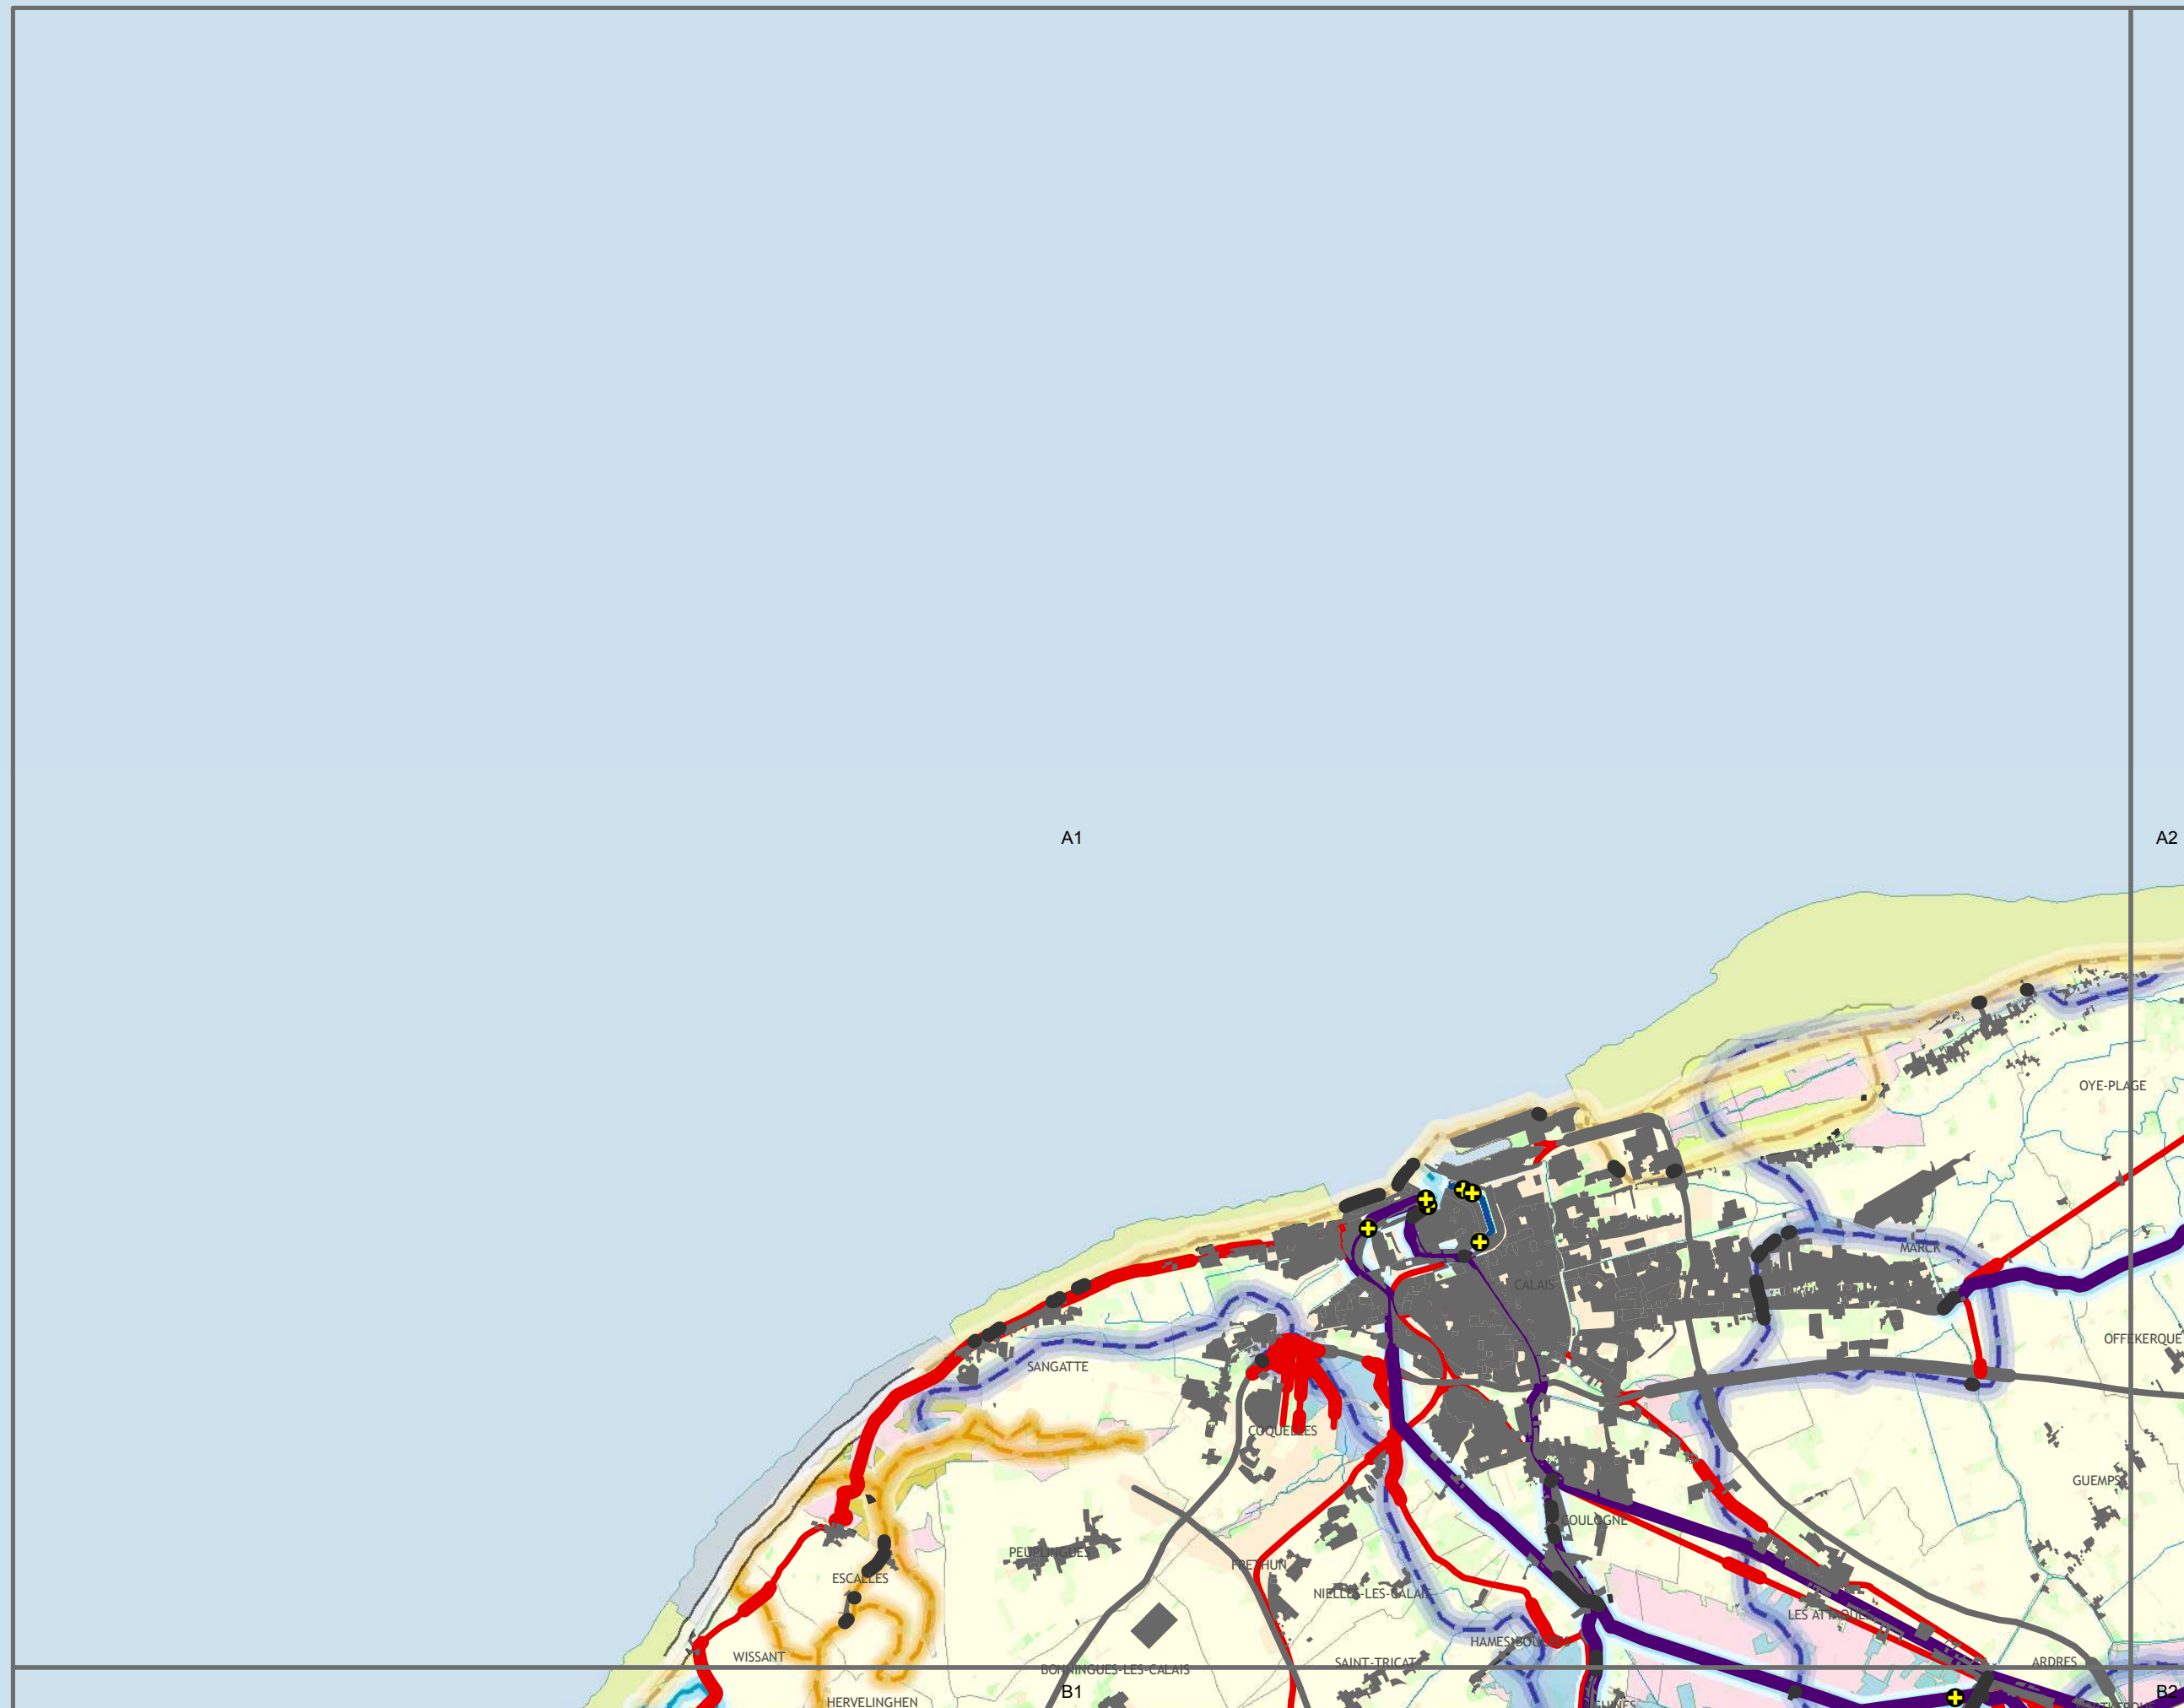 A1
A2
OYE-PLAGE
MARCK
CALAIS
OFFEKERQUE
SANGATTE
COQUELLES
GUEMPS
COULOGNE
PEUPLINGUES
FRETHUN
ESCALLES
NIELLES-LES-CALAIS
LES ATTAQUES
HAMES-BOUCRES
WISSANT
SAINT-TRICAT
ARDRES
BONNINGUES-LES-CALAIS
B1
B2
HERVELINGHEN